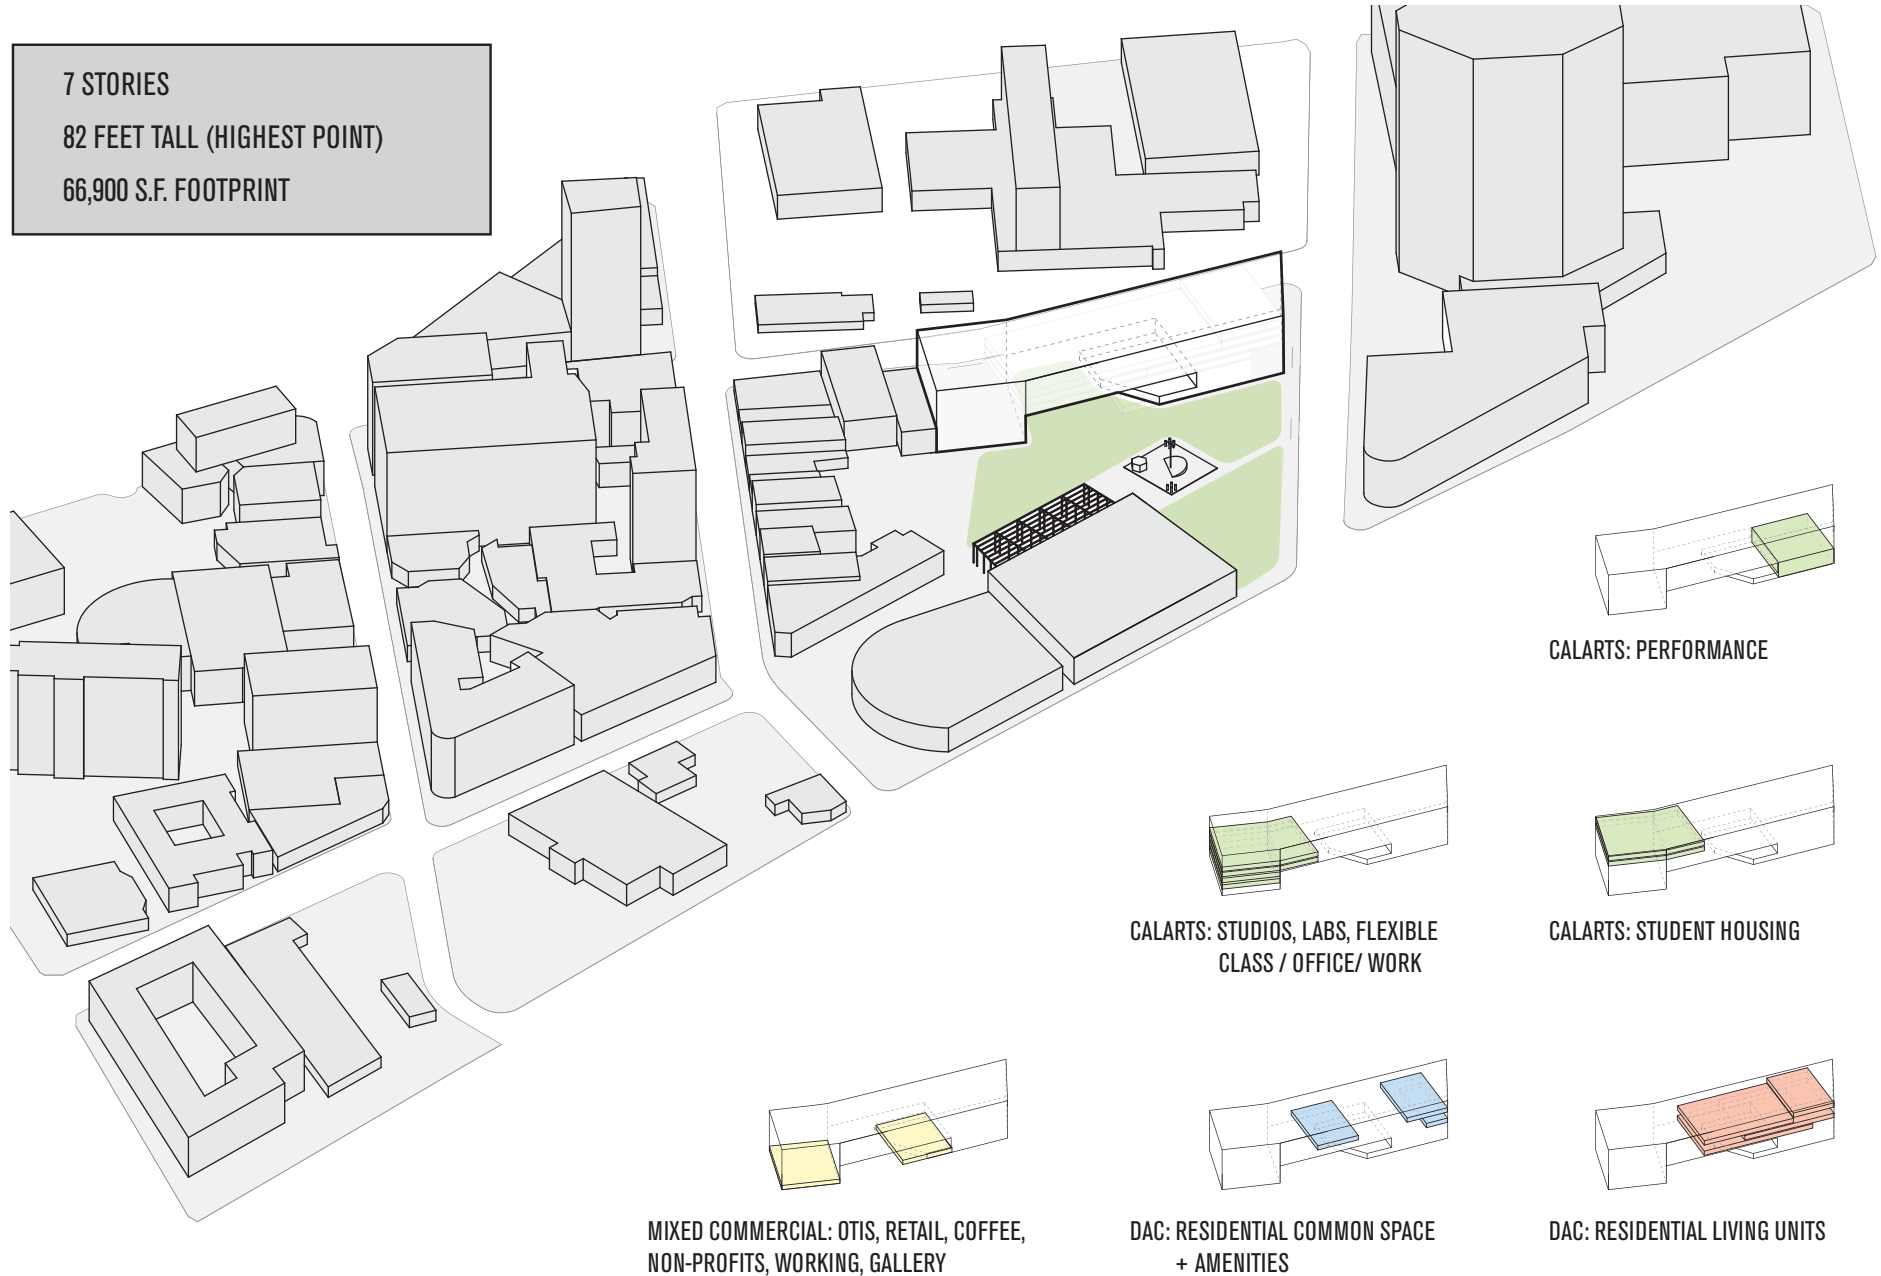 7 STORIES
82 FEET TALL (HIGHEST POINT)
66,900 S.F. FOOTPRINT
CALARTS: PERFORMANCE
CALARTS: STUDIOS, LABS, FLEXIBLE
CLASS / OFFICE/ WORK
CALARTS: STUDENT HOUSING
MIXED COMMERCIAL: OTIS, RETAIL, COFFEE,
NON-PROFITS, WORKING, GALLERY
DAC: RESIDENTIAL COMMON SPACE
+ AMENITIES
DAC: RESIDENTIAL LIVING UNITS